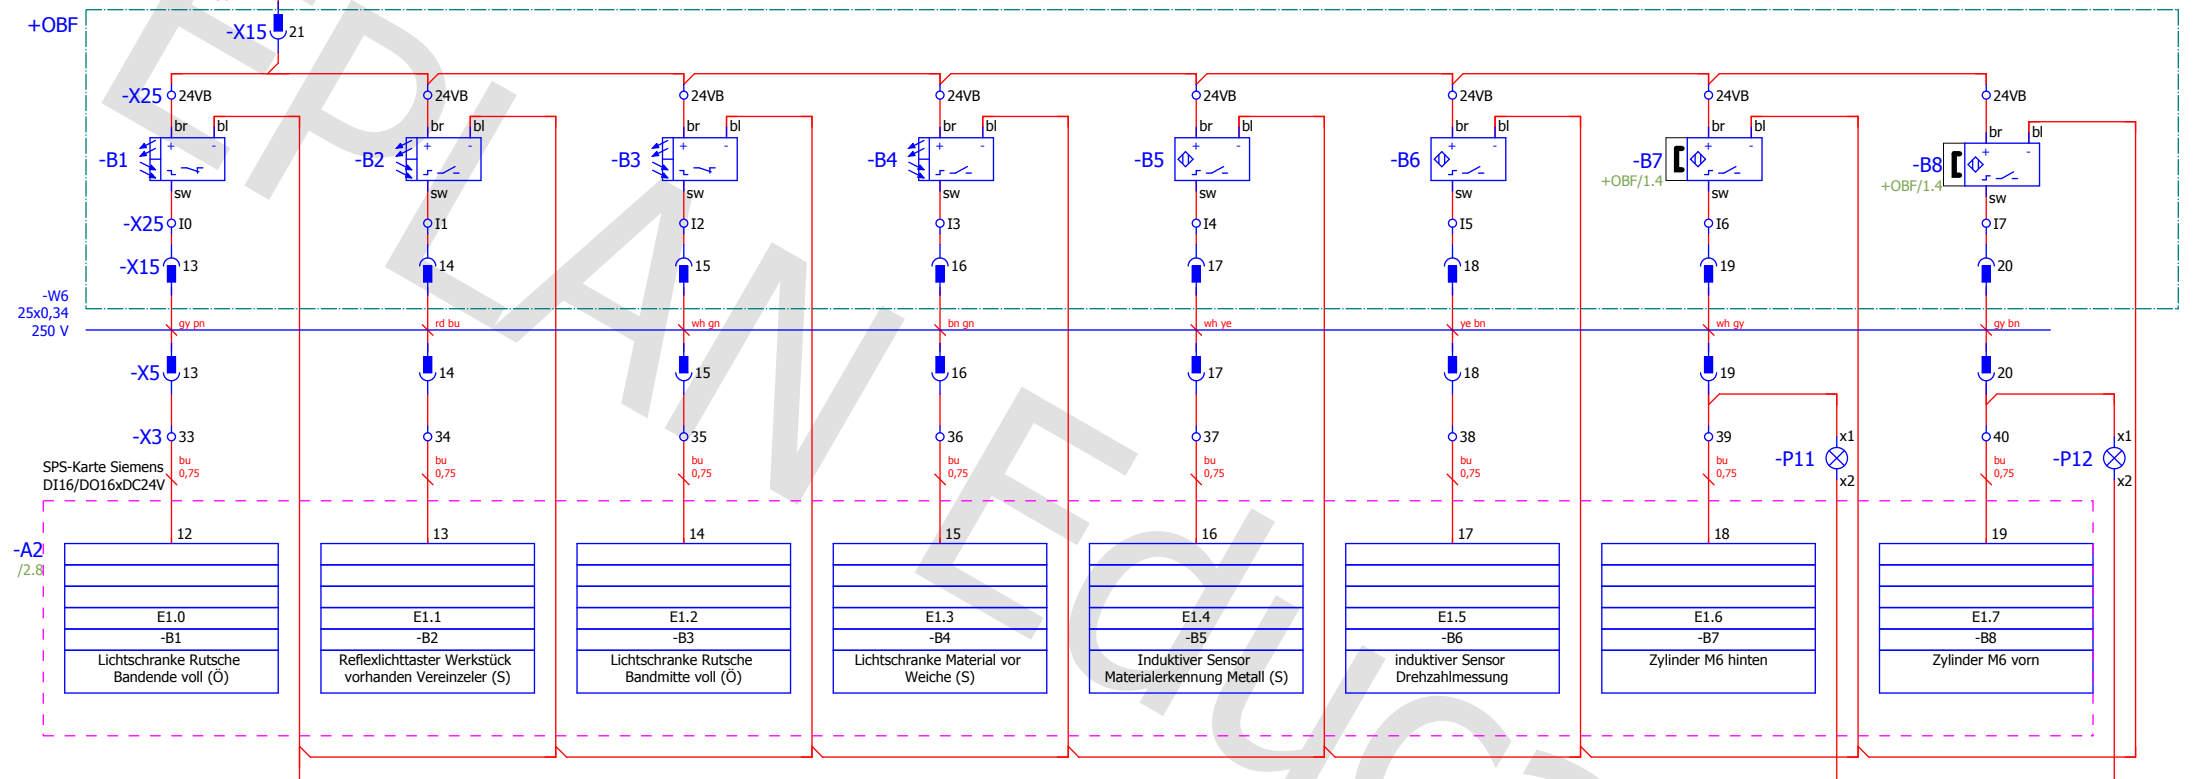 +OBF
-X15 21
-X25 24VB 24VB 24VB 24VB 24VB 24VB 24VB 24VB
br bl br bl br bl br bl br bl br bl br bl br bl
-B1 + - -B2 + - -B3 + - -B4 + - -B5 + - -B6 + - -B7 + - -B8 + -
+OBF/1.4 +OBF/1.4
sw sw sw sw sw sw sw sw
-X25 I0 I1 I2 I3 I4 I5 I6 I7
-X15 13 14 15 16 17 18 19 20
-W6
25x0,34
250 V
gy pn rd bu wh gn bn gn wh ye ye bn wh gy gy bn
-X5 13 14 15 16 17 18 19 20
-X3 33 34 35 36 37 38 39 x1 40 x1
-P11 -P12
x2 x2
bu bu bu bu bu bu bu bu
0,75 0,75 0,75 0,75 0,75 0,75 0,75 0,75
SPS-Karte Siemens
DI16/DO16xDC24V
12 13 14 15 16 17 18 19
-A2
/2.8
E1.0 E1.1 E1.2 E1.3 E1.4 E1.5 E1.6 E1.7
-B1 -B2 -B3 -B4 -B5 -B6 -B7 -B8
Lichtschranke Rutsche
Bandende voll (Ö)
Reflexlichttaster Werkstück
vorhanden Vereinzeler (S)
Lichtschranke Rutsche
Bandmitte voll (Ö)
Lichtschranke Material vor
Weiche (S)
Induktiver Sensor
Materialerkennung Metall (S)
induktiver Sensor
Drehzahlmessung
Zylinder M6 hinten
Zylinder M6 vorn
EPLAN Educa